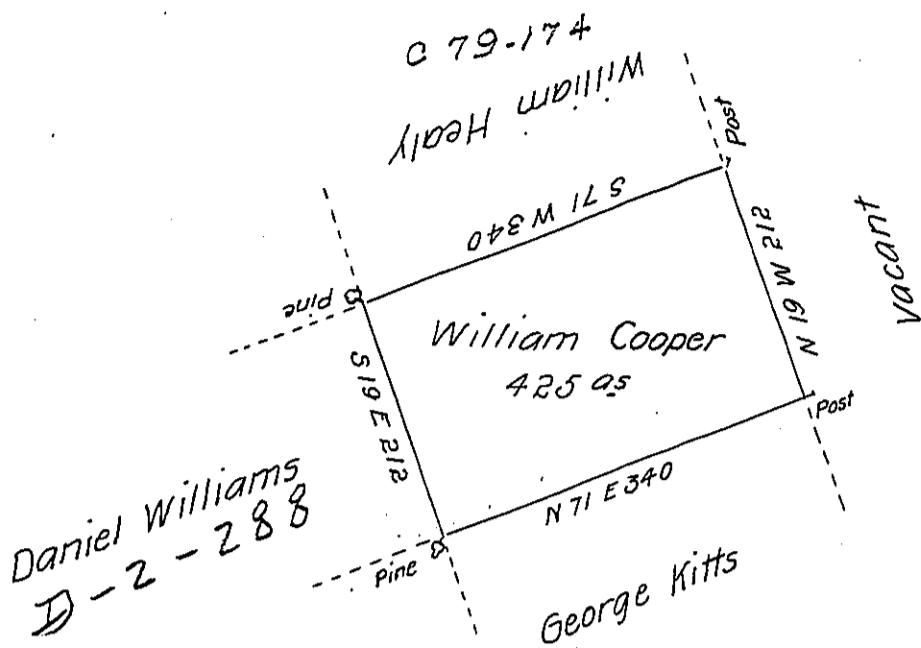 C 79-174
William Healy
Post
S 71 W 340
Pine
N 19 W 212
Vacant
William Cooper
425 as
S 19 E 212
Post
N 71 E 340
Daniel Williams
D-2-288
Pine
George Kitts